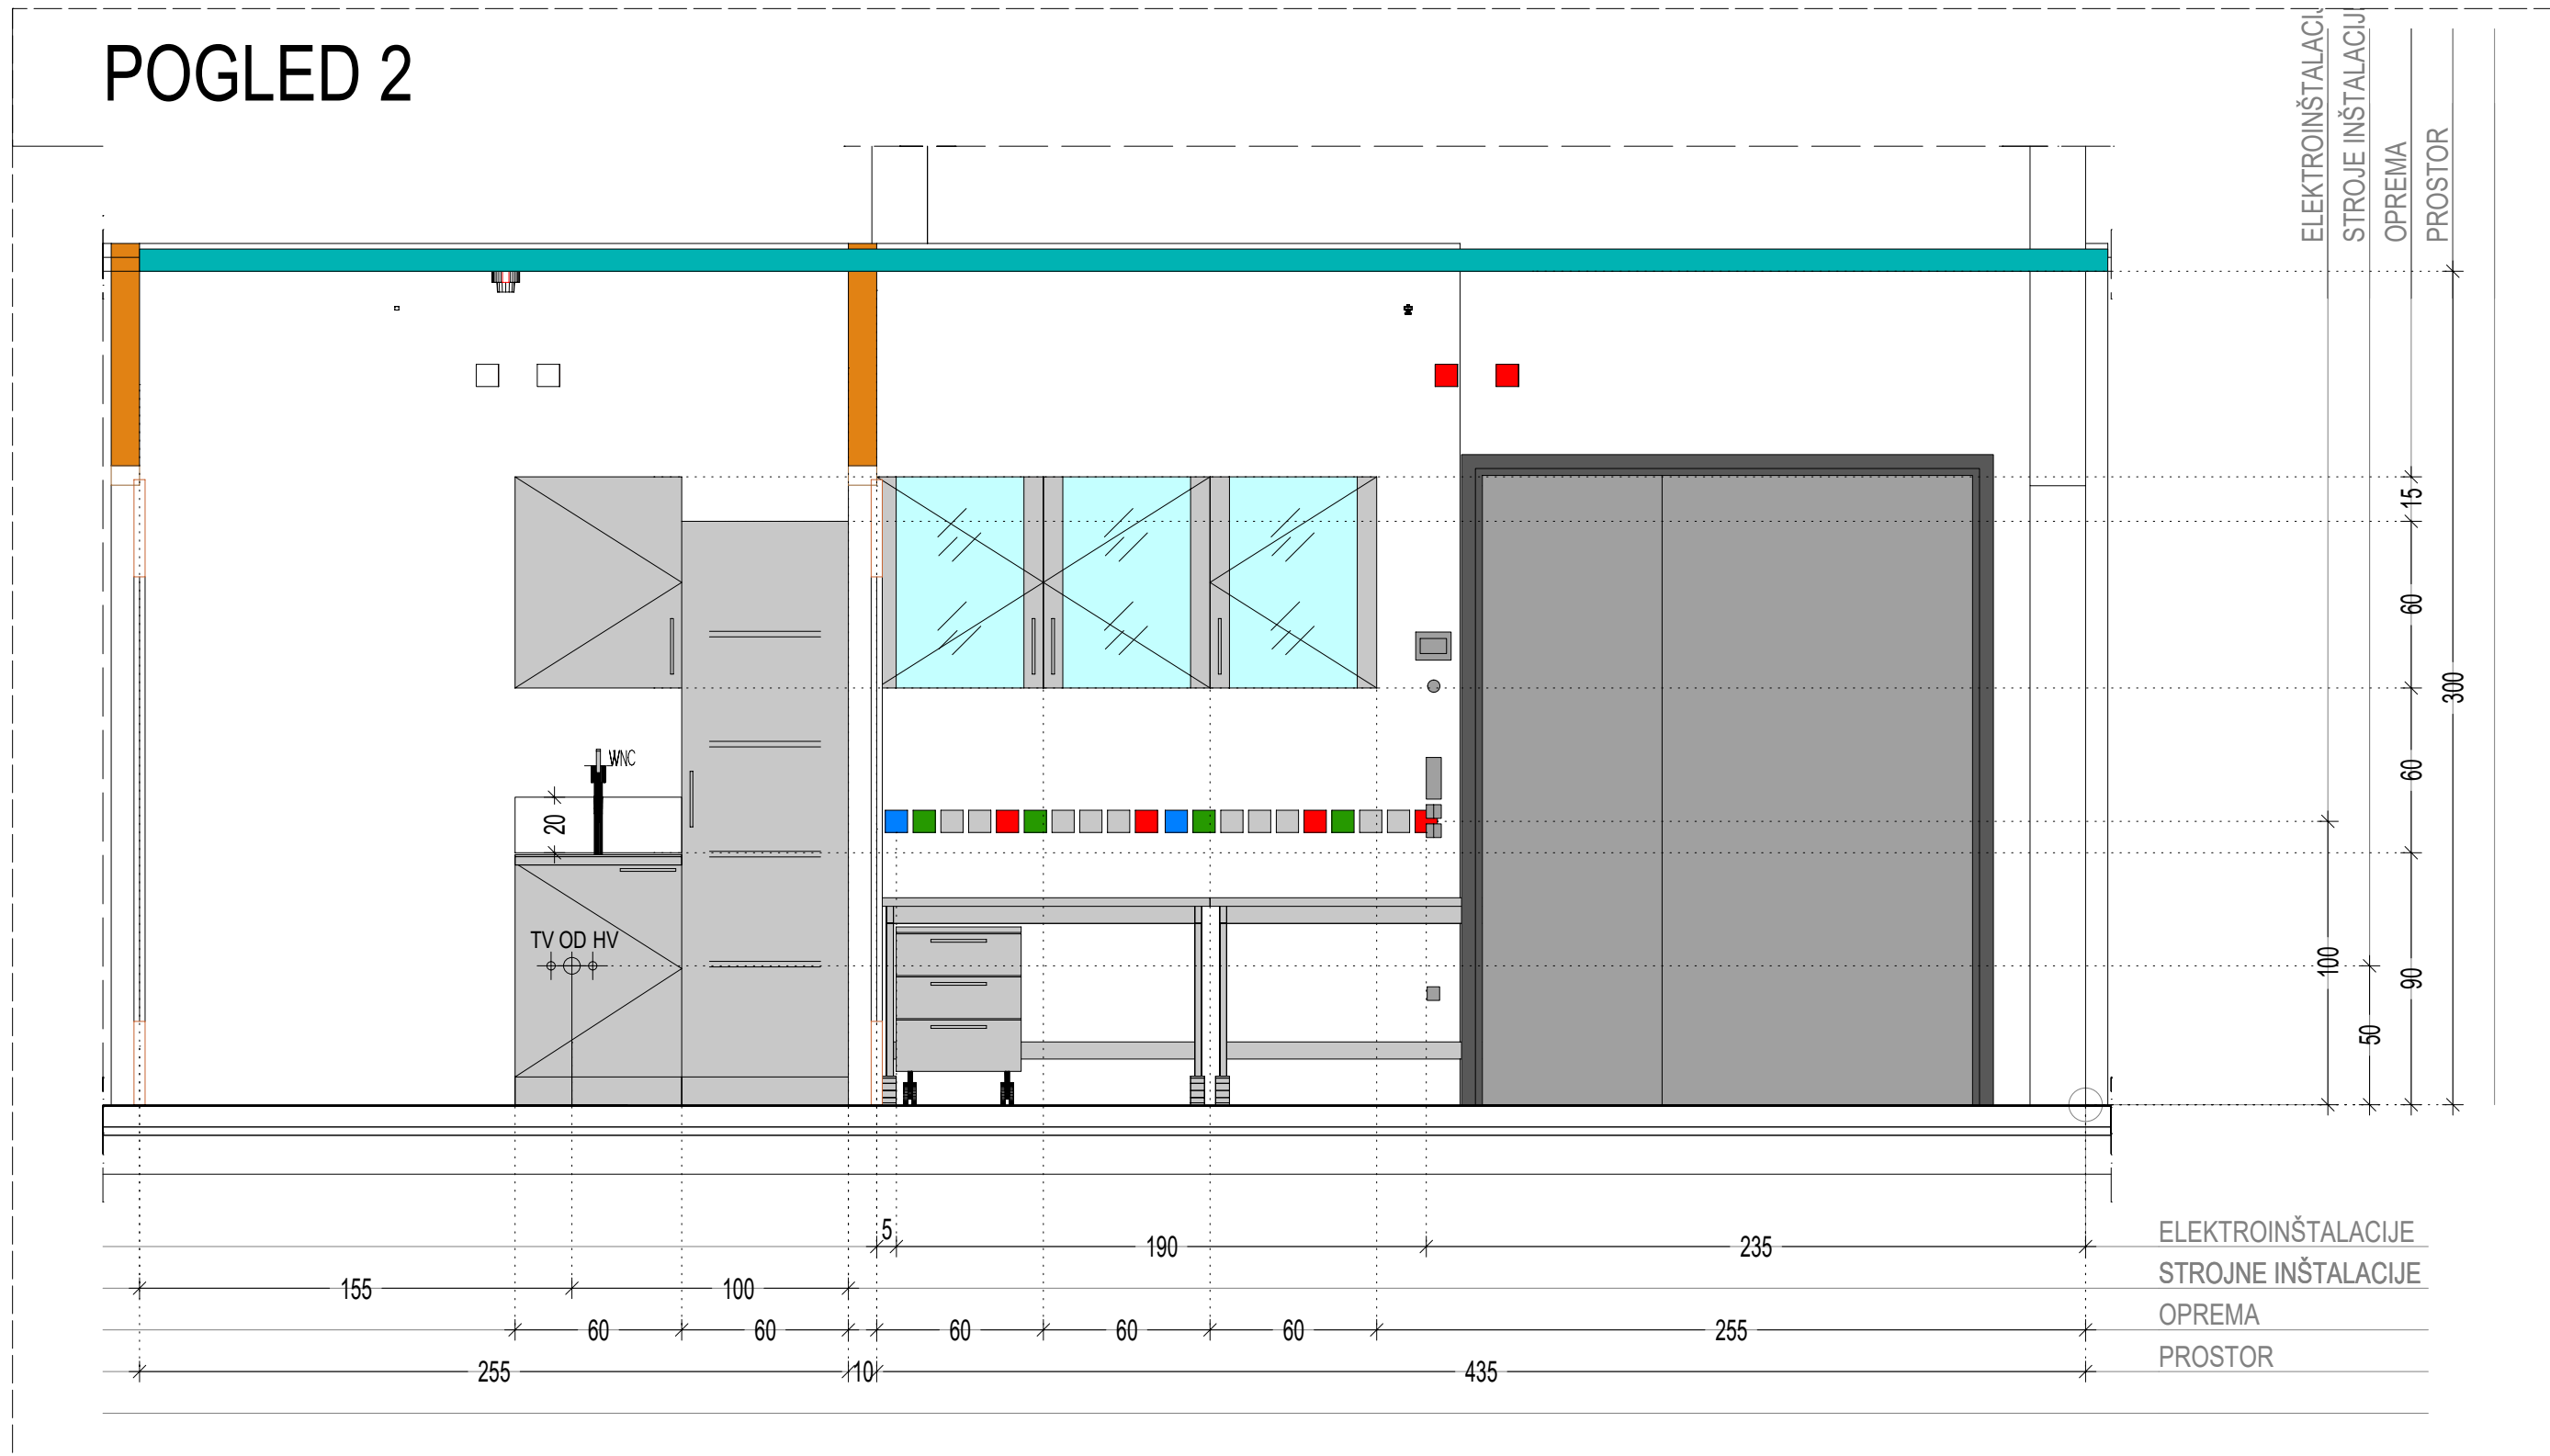 POGLED 2
ELEKTROINŠTALACIJ
STROJE INŠTALACIJ
OPREMA
PROSTOR
15
60
300
60
WNC
20
TV OD HV
100
90
50
5
190
235
ELEKTROINŠTALACIJE
155
100
STROJNE INŠTALACIJE
60
60
60
60
60
255
OPREMA
255
10
435
PROSTOR